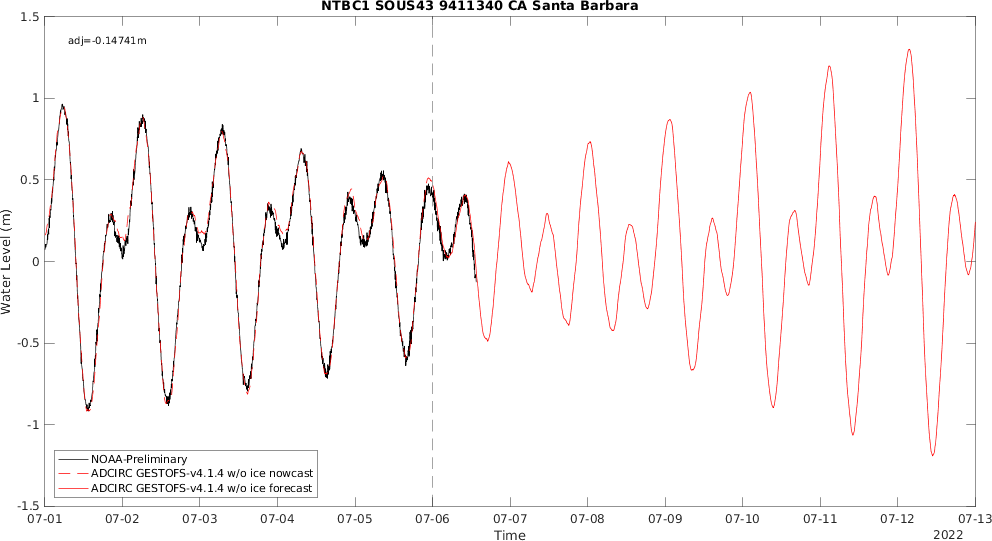 NTBC1 SOUS43 9411340 CA Santa Barbara
adj=-0.14741m
1.5
1
0.5
0
-0.5
-1
-1.5
Water Level (m)
NOAA-Preliminary
ADCIRC GESTOFS-v4.1.4 w/o ice nowcast
ADCIRC GESTOFS-v4.1.4 w/o ice forecast
07-01 07-02 07-03 07-04 07-05 07-06 07-07 07-08 07-09 07-10 07-11 07-12 07-13
Time
2022